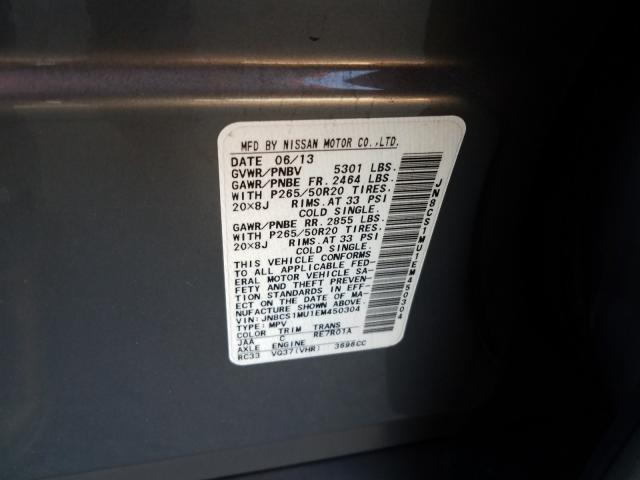 MFD BY NISSAN MOTOR CO.,LTD.
DATE 06/13
GVWR/PNBV 5301 LBS.
GAWR/PNBE FR. 2464 LBS.
WITH P265/50R20 TIRES.
20X8J RIMS.AT 33 PSI
COLD SINGLE.
GAWR/PNBE RR. 2855 LBS.
WITH P265/50R20 TIRES.
20X8J RIMS.AT 33 PSI
COLD SINGLE.
THIS VEHICLE CONFORMS
TO ALL APPLICABLE FED-
ERAL MOTOR VEHICLE SA-
FETY AND THEFT PREVEN-
TION STANDARDS IN EFF-
ECT ON THE DATE OF MA-
NUFACTURE SHOWN ABOVE.
VIN: JN8CS1MU1EM450304
TYPE: MPV
COLOR TRIM TRANS
JAA C RE7R01A
AXLE ENGINE
RC33 VQ37(VHR) 3696CC
JN8CS1MU1EM450304